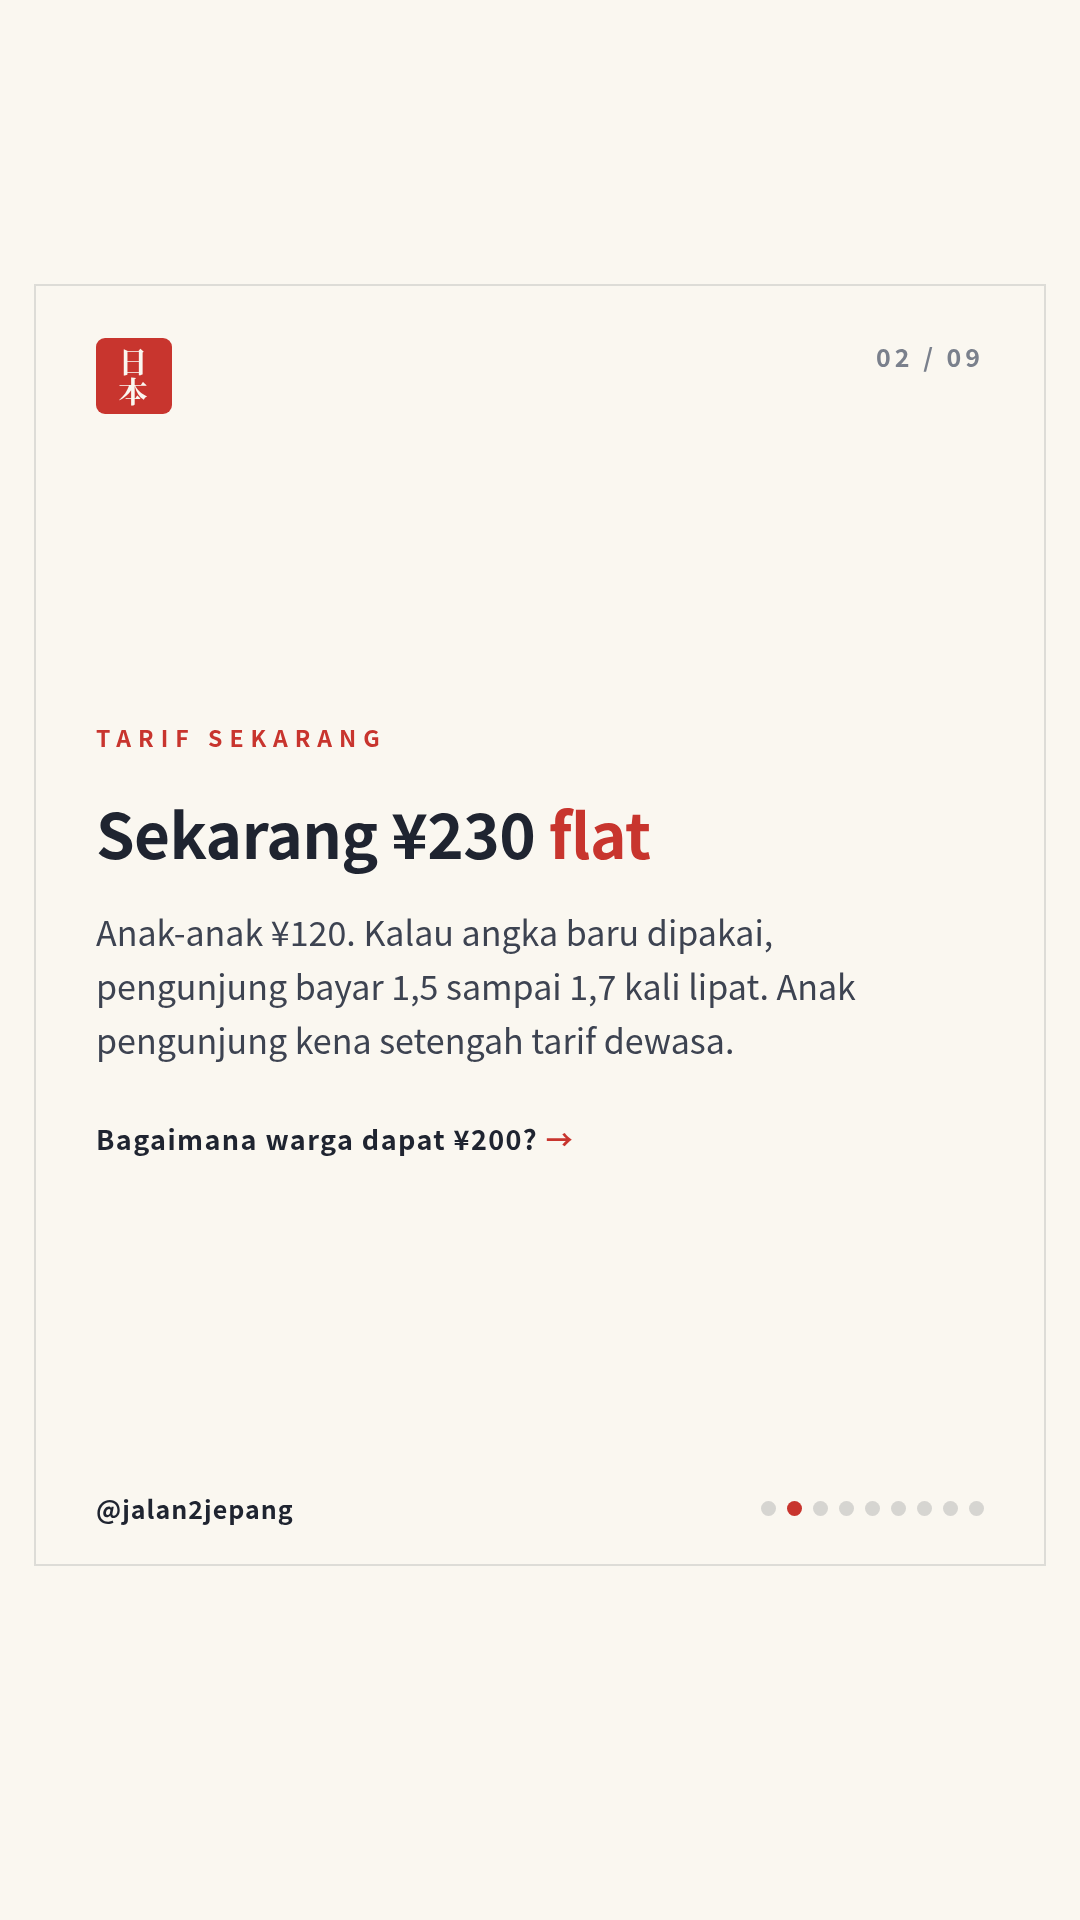 日本
02 / 09
TARIF SEKARANG
Sekarang ¥230 flat
Anak-anak ¥120. Kalau angka baru dipakai,
pengunjung bayar 1,5 sampai 1,7 kali lipat. Anak
pengunjung kena setengah tarif dewasa.
Bagaimana warga dapat ¥200? →
@jalan2jepang